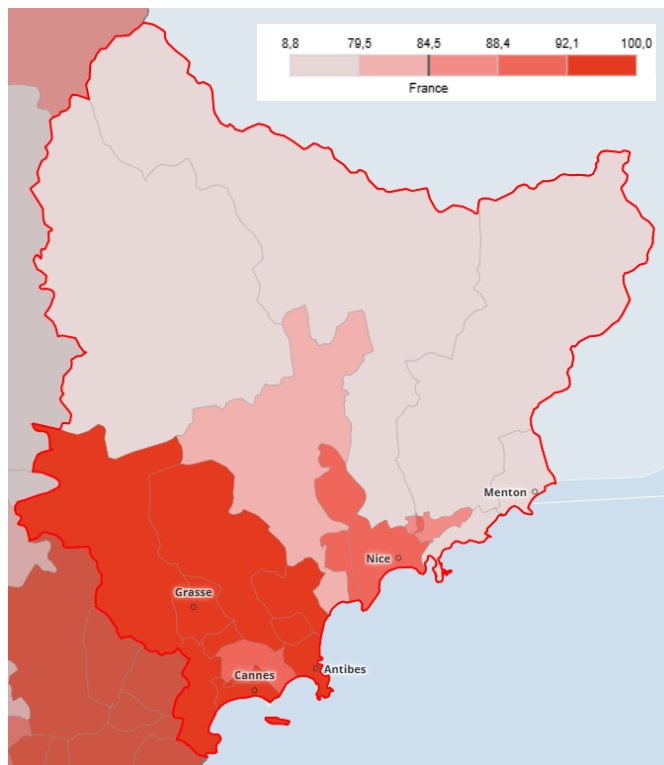 8,8 79,5 84,5 88,4 92,1 100,0
France
Menton
Nice
Grasse
Antibes
Cannes